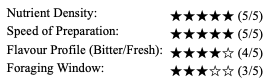 Nutrient Density: ★★★★★ (5/5)
Speed of Preparation: ★★★★★ (5/5)
Flavour Profile (Bitter/Fresh): ★★★★☆ (4/5)
Foraging Window: ★★★☆☆ (3/5)